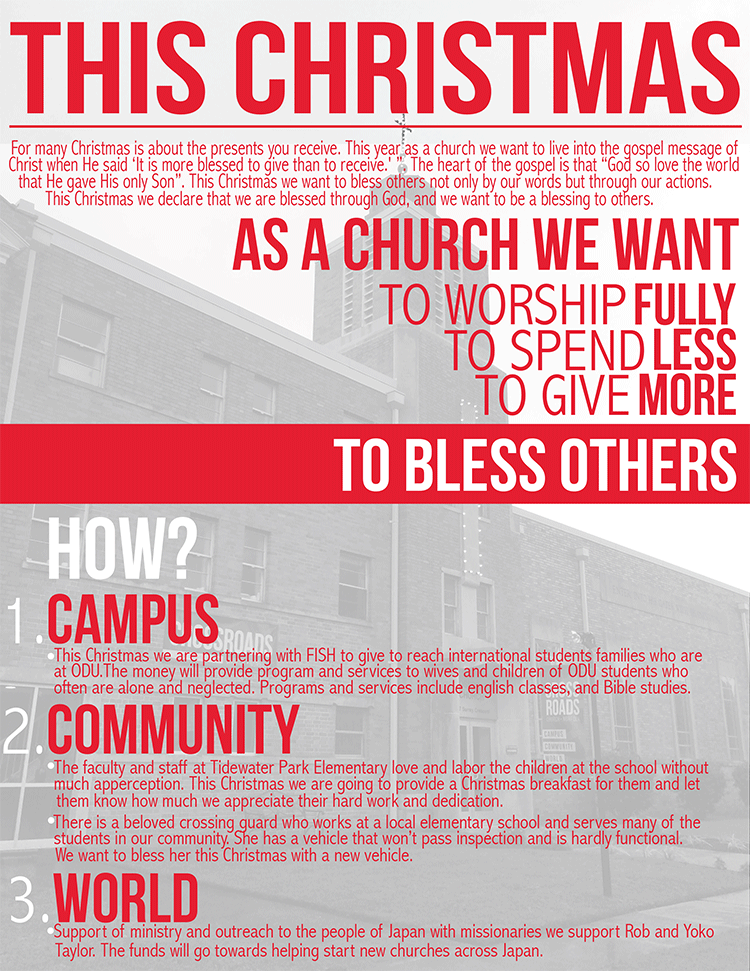 THIS CHRISTMAS
For many Christmas is about the presents you receive. This year as a church we want to live into the gospel message of
Christ when He said ‘It is more blessed to give than to receive.’ ” The heart of the gospel is that “God so love the world
that He gave His only Son”. This Christmas we want to bless others not only by our words but through our actions.
This Christmas we declare that we are blessed through God, and we want to be a blessing to others.
AS A CHURCH WE WANT
TO WORSHIP FULLY
TO SPEND LESS
TO GIVE MORE
TO BLESS OTHERS
HOW?
1. CAMPUS
CROSSROADS
•This Christmas we are partnering with FISH to give to reach international students families who are
at ODU.The money will provide program and services to wives and children of ODU students who
often are alone and neglected. Programs and services include english classes, and Bible studies.
CROSS
ROADS
CAMPUS
COMMUNITY
WORLD
2. COMMUNITY
•The faculty and staff at Tidewater Park Elementary love and labor the children at the school without
much apperception. This Christmas we are going to provide a Christmas breakfast for them and let
them know how much we appreciate their hard work and dedication.
•There is a beloved crossing guard who works at a local elementary school and serves many of the
students in our community. She has a vehicle that won’t pass inspection and is hardly functional.
We want to bless her this Christmas with a new vehicle.
3. WORLD
•Support of ministry and outreach to the people of Japan with missionaries we support Rob and Yoko
Taylor. The funds will go towards helping start new churches across Japan.